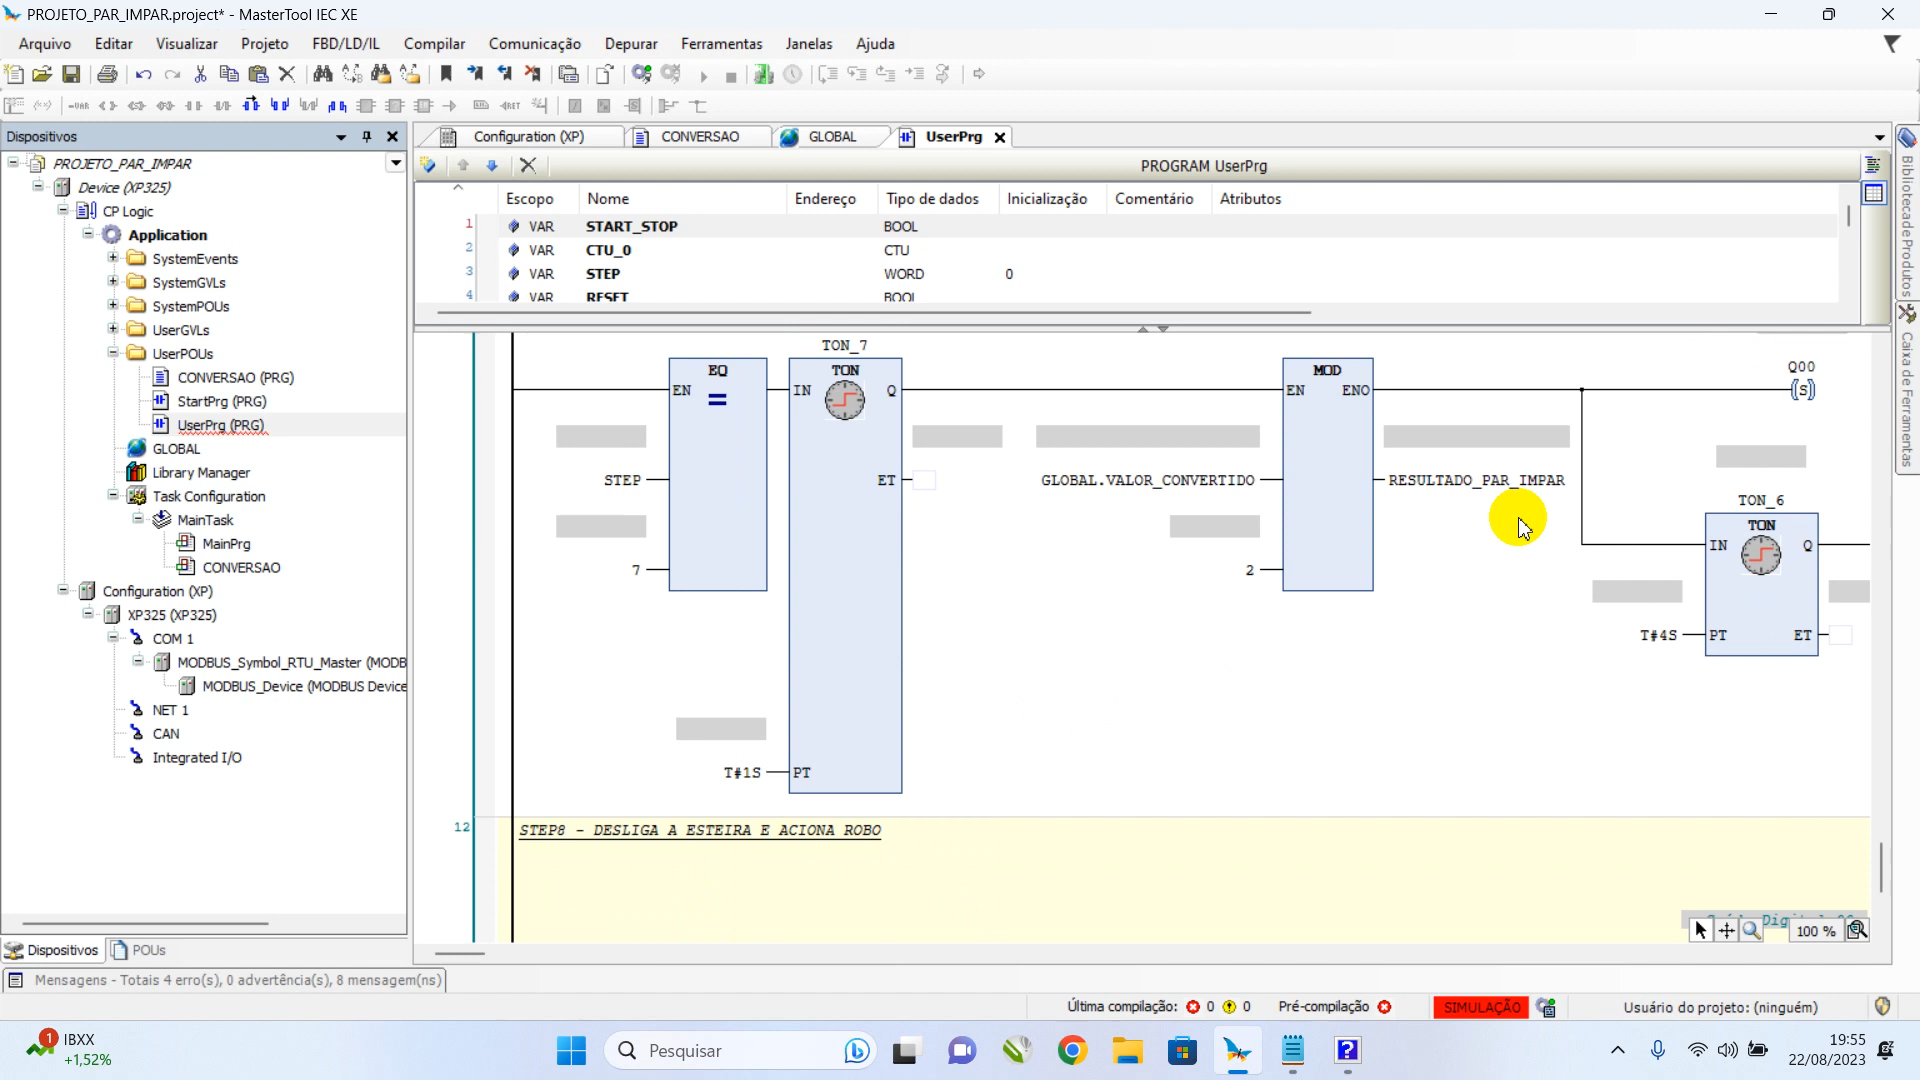 PROJETO_PAR_IMPAR.project* - MasterTool IEC XE
Arquivo Editar Visualizar Projeto FBD/LD/IL Compilar Comunicação Depurar Ferramentas Janelas Ajuda
Dispositivos
PROJETO_PAR_IMPAR
Device (XP325)
CP Logic
Application
SystemEvents
SystemGVLs
SystemPOUs
UserGVLs
UserPOUs
CONVERSAO (PRG)
StartPrg (PRG)
UserPrg (PRG)
GLOBAL
Library Manager
Task Configuration
MainTask
MainPrg
CONVERSAO
Configuration (XP)
XP325 (XP325)
COM 1
MODBUS_Symbol_RTU_Master (MODB
MODBUS_Device (MODBUS Device
NET 1
CAN
Integrated I/O
Dispositivos POUs
Configuration (XP) CONVERSAO GLOBAL UserPrg
PROGRAM UserPrg
Escopo Nome Endereço Tipo de dados Inicialização Comentário Atributos
1 VAR START_STOP BOOL
2 VAR CTU_0 CTU
3 VAR STEP WORD 0
4 VAR RESET BOOL
TON_7
EQ TON MOD Q00
EN IN Q EN ENO (S)
STEP ET GLOBAL.VALOR_CONVERTIDO RESULTADO_PAR_IMPAR
TON_6
TON
IN Q
7 2
T#4S PT ET
T#1S PT
12 STEP8 - DESLIGA A ESTEIRA E ACIONA ROBO
100 %
Biblioteca de Produtos
Caixa de Ferramentas
Mensagens - Totais 4 erro(s), 0 advertência(s), 8 mensagem(ns)
Última compilação: 0 0 Pré-compilação SIMULAÇÃO Usuário do projeto: (ninguém)
1 IBXX
+1,52%
Pesquisar
19:55
22/08/2023